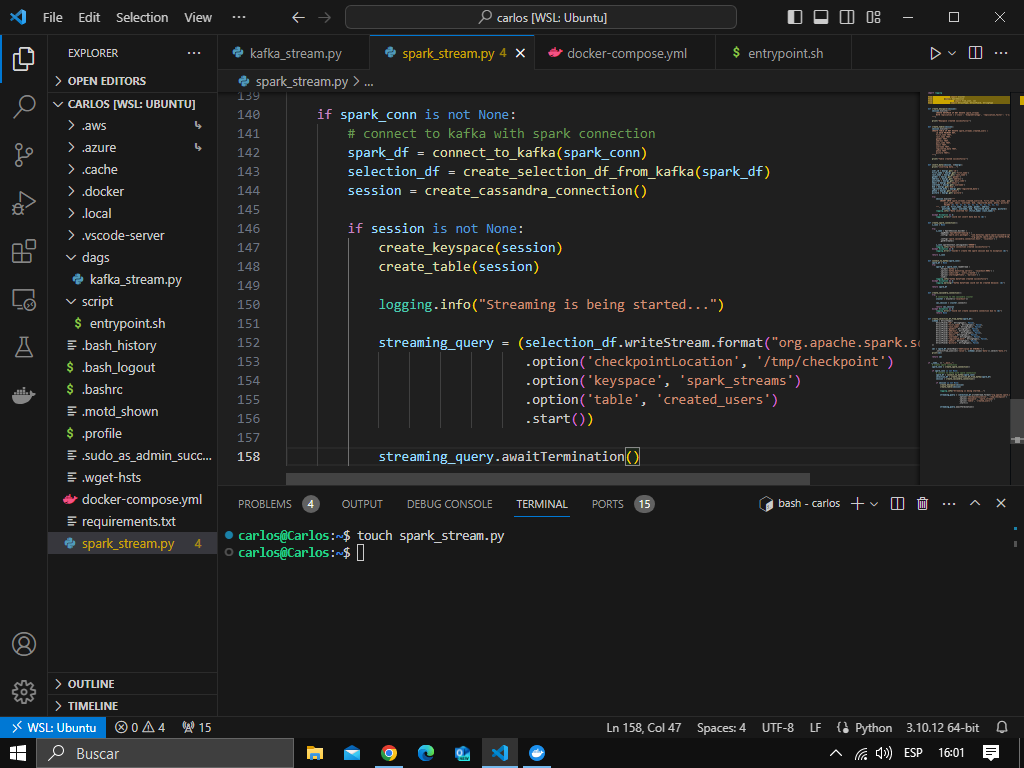 File Edit Selection View ··· carlos [WSL: Ubuntu]
EXPLORER ···
OPEN EDITORS
CARLOS [WSL: UBUNTU]
.aws
.azure
.cache
.docker
.local
.vscode-server
dags
kafka_stream.py
script
entrypoint.sh
.bash_history
.bash_logout
.bashrc
.motd_shown
.profile
.sudo_as_admin_succ...
.wget-hsts
docker-compose.yml
requirements.txt
spark_stream.py 4
OUTLINE
TIMELINE
kafka_stream.py spark_stream.py 4 docker-compose.yml entrypoint.sh
spark_stream.py > ...
139
140 if spark_conn is not None:
141 # connect to kafka with spark connection
142 spark_df = connect_to_kafka(spark_conn)
143 selection_df = create_selection_df_from_kafka(spark_df)
144 session = create_cassandra_connection()
145
146 if session is not None:
147 create_keyspace(session)
148 create_table(session)
149
150 logging.info("Streaming is being started...")
151
152 streaming_query = (selection_df.writeStream.format("org.apache.spark.s
153 .option('checkpointLocation', '/tmp/checkpoint')
154 .option('keyspace', 'spark_streams')
155 .option('table', 'created_users')
156 .start())
157
158 streaming_query.awaitTermination()
PROBLEMS 4 OUTPUT DEBUG CONSOLE TERMINAL PORTS 15 bash - carlos
carlos@Carlos:~$ touch spark_stream.py
carlos@Carlos:~$
WSL: Ubuntu 0 4 15 Ln 158, Col 47 Spaces: 4 UTF-8 LF Python 3.10.12 64-bit
Buscar ESP 16:01